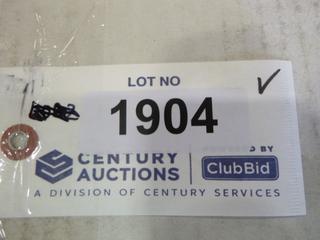 LOT NO
1904
CENTURY
AUCTIONS
ClubBid
A DIVISION OF CENTURY SERVICES